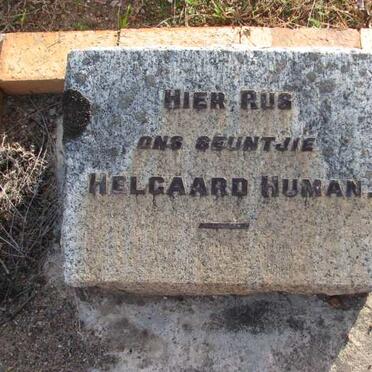 HIER RUS
ONS SEUNTJIE
HELGAARD HUMAN.